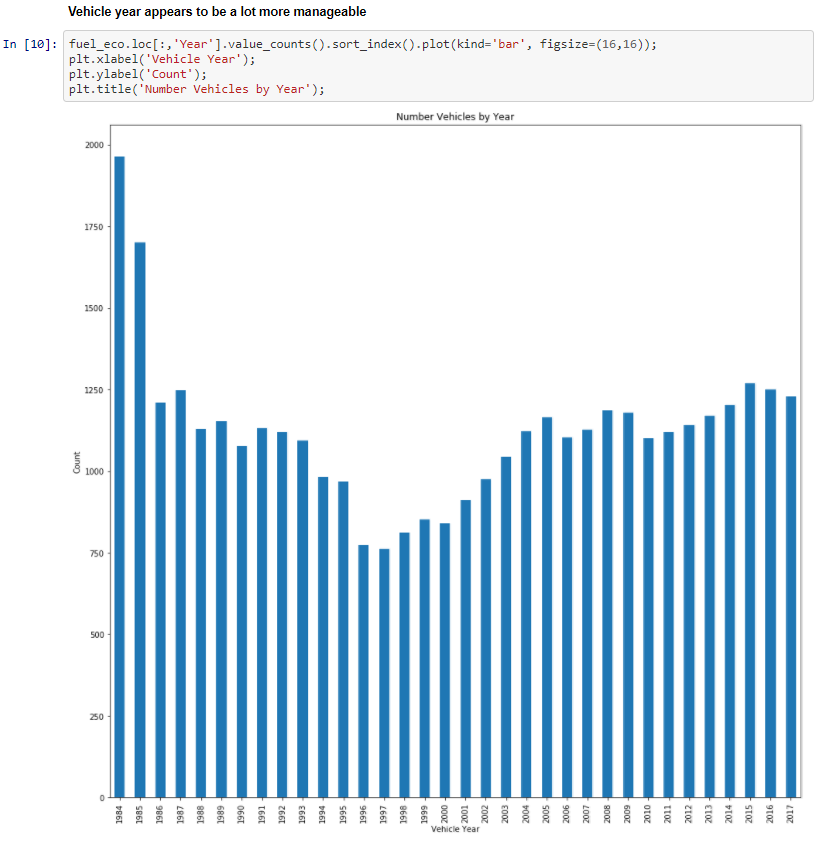 Vehicle year appears to be a lot more manageable
In [10]: fuel_eco.loc[:,'Year'].value_counts().sort_index().plot(kind='bar', figsize=(16,16));
plt.xlabel('Vehicle Year');
plt.ylabel('Count');
plt.title('Number Vehicles by Year');
Number Vehicles by Year
2000
1750
1500
1250
Count
1000
750
500
250
0
1984 1985 1986 1987 1988 1989 1990 1991 1992 1993 1994 1995 1996 1997 1998 1999 2000 2001 2002 2003 2004 2005 2006 2007 2008 2009 2010 2011 2012 2013 2014 2015 2016 2017
Vehicle Year